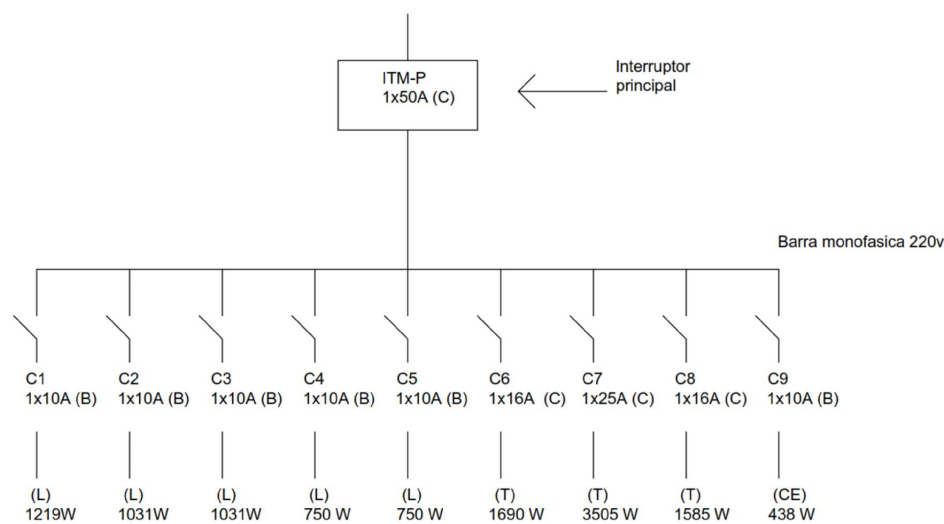 ITM-P
1x50A (C)
Interruptor
principal
Barra monofasica 220v
C1
1x10A (B)
C2
1x10A (B)
C3
1x10A (B)
C4
1x10A (B)
C5
1x10A (B)
C6
1x16A (C)
C7
1x25A (C)
C8
1x16A (C)
C9
1x10A (B)
(L)
1219W
(L)
1031W
(L)
1031W
(L)
750 W
(L)
750 W
(T)
1690 W
(T)
3505 W
(T)
1585 W
(CE)
438 W